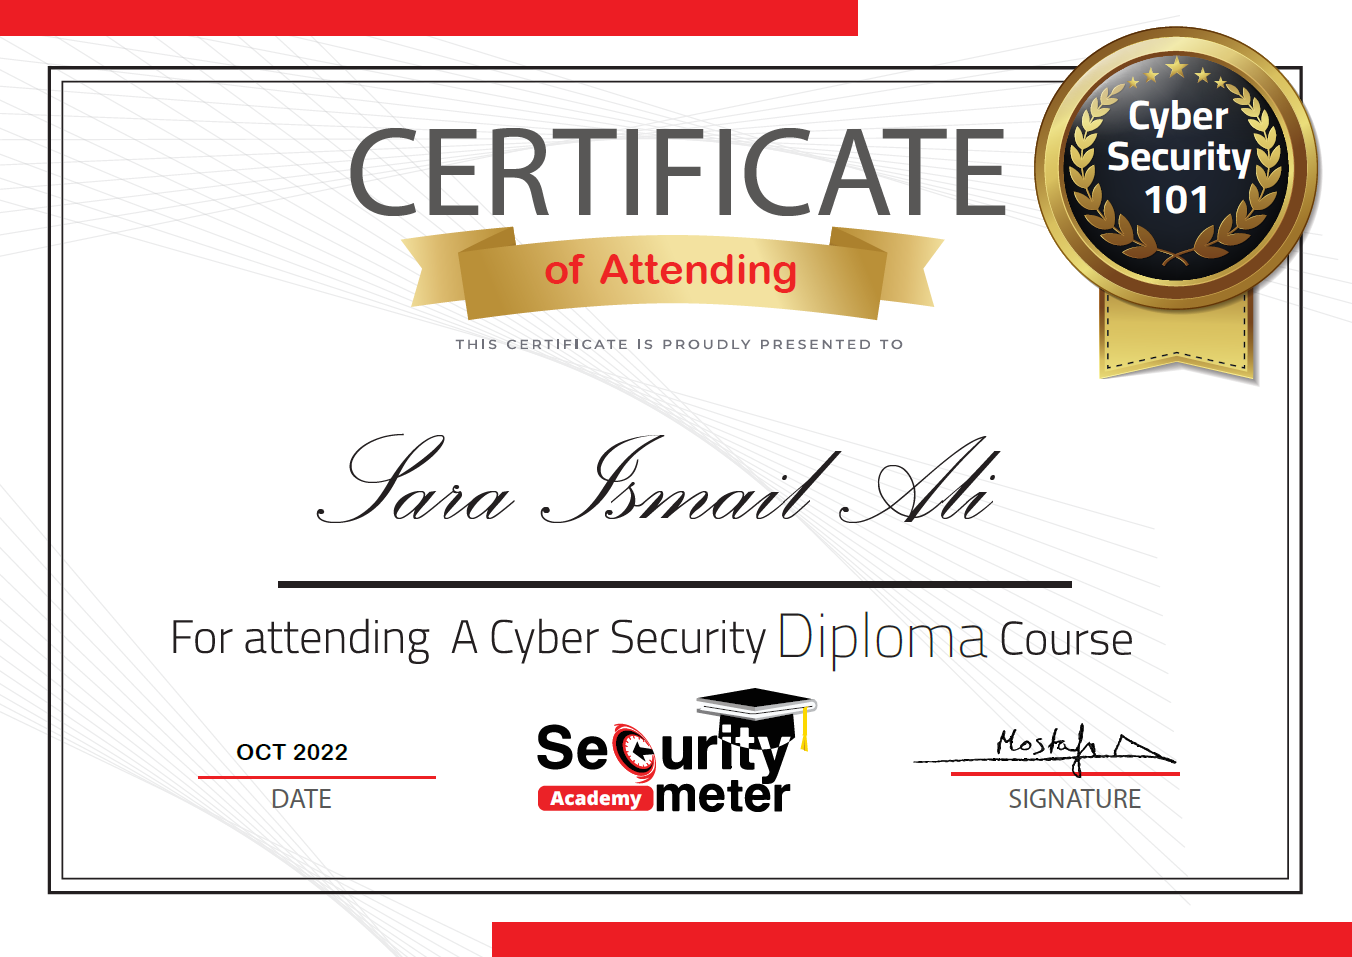 CERTIFICATE
of Attending
Cyber
Security
101
THIS CERTIFICATE IS PROUDLY PRESENTED TO
Sara Ismail Ali
For attending A Cyber Security Diploma Course
OCT 2022
DATE
Security
Academy meter
Mostafa
SIGNATURE